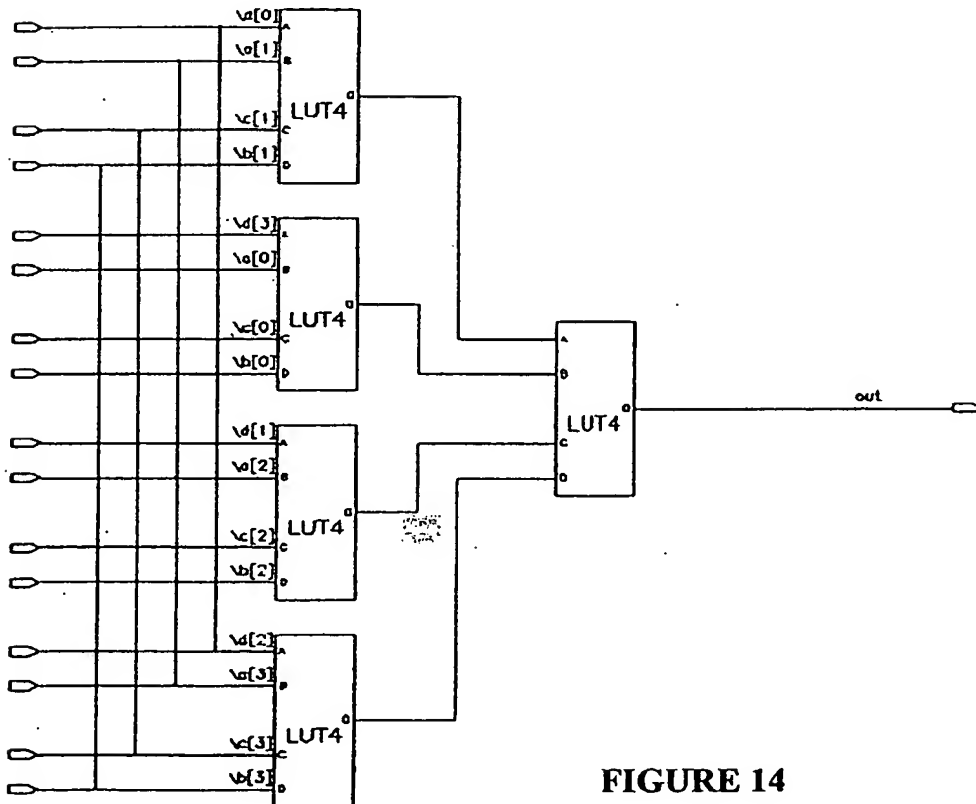 \d[0]
A
\a[1]
B
O
LUT4
\c[1]
C
\b[1]
D
\d[3]
A
\a[0]
B
O
LUT4
\c[0]
C
\b[0]
D
A
B
O
LUT4
C
D
out
\d[1]
A
\a[2]
B
O
LUT4
\c[2]
C
\b[2]
D
\d[2]
A
\a[3]
B
O
LUT4
\c[3]
C
\b[3]
D
FIGURE 14